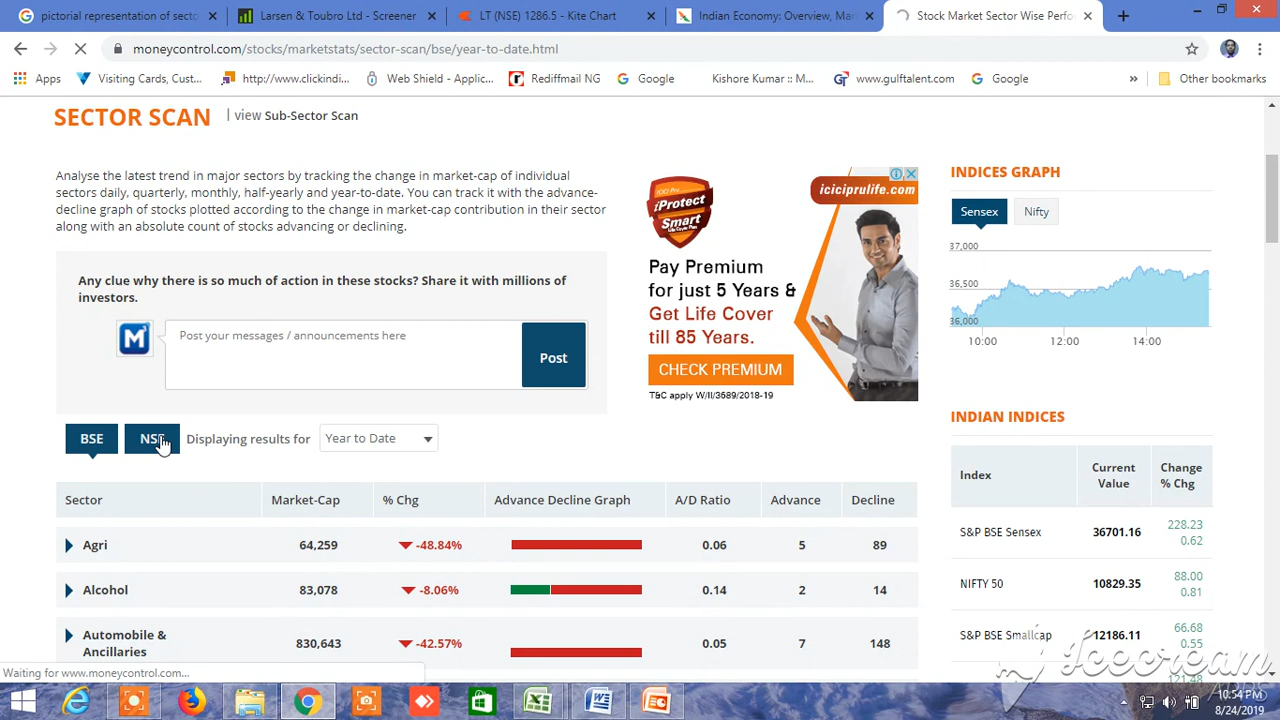 pictorial representation of secto
Larsen & Toubro Ltd - Screener
LT (NSE) 1286.5 - Kite Chart
Indian Economy: Overview, Mar
Stock Market Sector Wise Perfo
moneycontrol.com/stocks/marketstats/sector-scan/bse/year-to-date.html
Apps
Visiting Cards, Cust...
http://www.clickindi...
Web Shield - Applic...
Rediffmail NG
Google
Kishore Kumar :: M...
www.gulftalent.com
Google
Other bookmarks
SECTOR SCAN
| view Sub-Sector Scan
Analyse the latest trend in major sectors by tracking the change in market-cap of individual
sectors daily, quarterly, monthly, half-yearly and year-to-date. You can track it with the advance-
decline graph of stocks plotted according to the change in market-cap contribution in their sector
along with an absolute count of stocks advancing or declining.
Any clue why there is so much of action in these stocks? Share it with millions of
investors.
Post your messages / announcements here
Post
iciciprulife.com
iProtect
Smart
Pay Premium
for just 5 Years &
Get Life Cover
till 85 Years.
CHECK PREMIUM
T&C apply W/II/3689/2018-19
INDICES GRAPH
Sensex
Nifty
37,000
36,500
36,000
10:00 12:00 14:00
BSE
NSE
Displaying results for
Year to Date
Sector Market-Cap % Chg Advance Decline Graph A/D Ratio Advance Decline
Agri 64,259 -48.84% 0.06 5 89
Alcohol 83,078 -8.06% 0.14 2 14
Automobile &
Ancillaries 830,643 -42.57% 0.05 7 148
INDIAN INDICES
Index Current
Value Change
% Chg
S&P BSE Sensex 36701.16 228.23
0.62
NIFTY 50 10829.35 88.00
0.81
S&P BSE Smallcap 12186.11 66.68
0.55
121.48
Waiting for www.moneycontrol.com...
Icecream
10:54 PM
8/24/2019